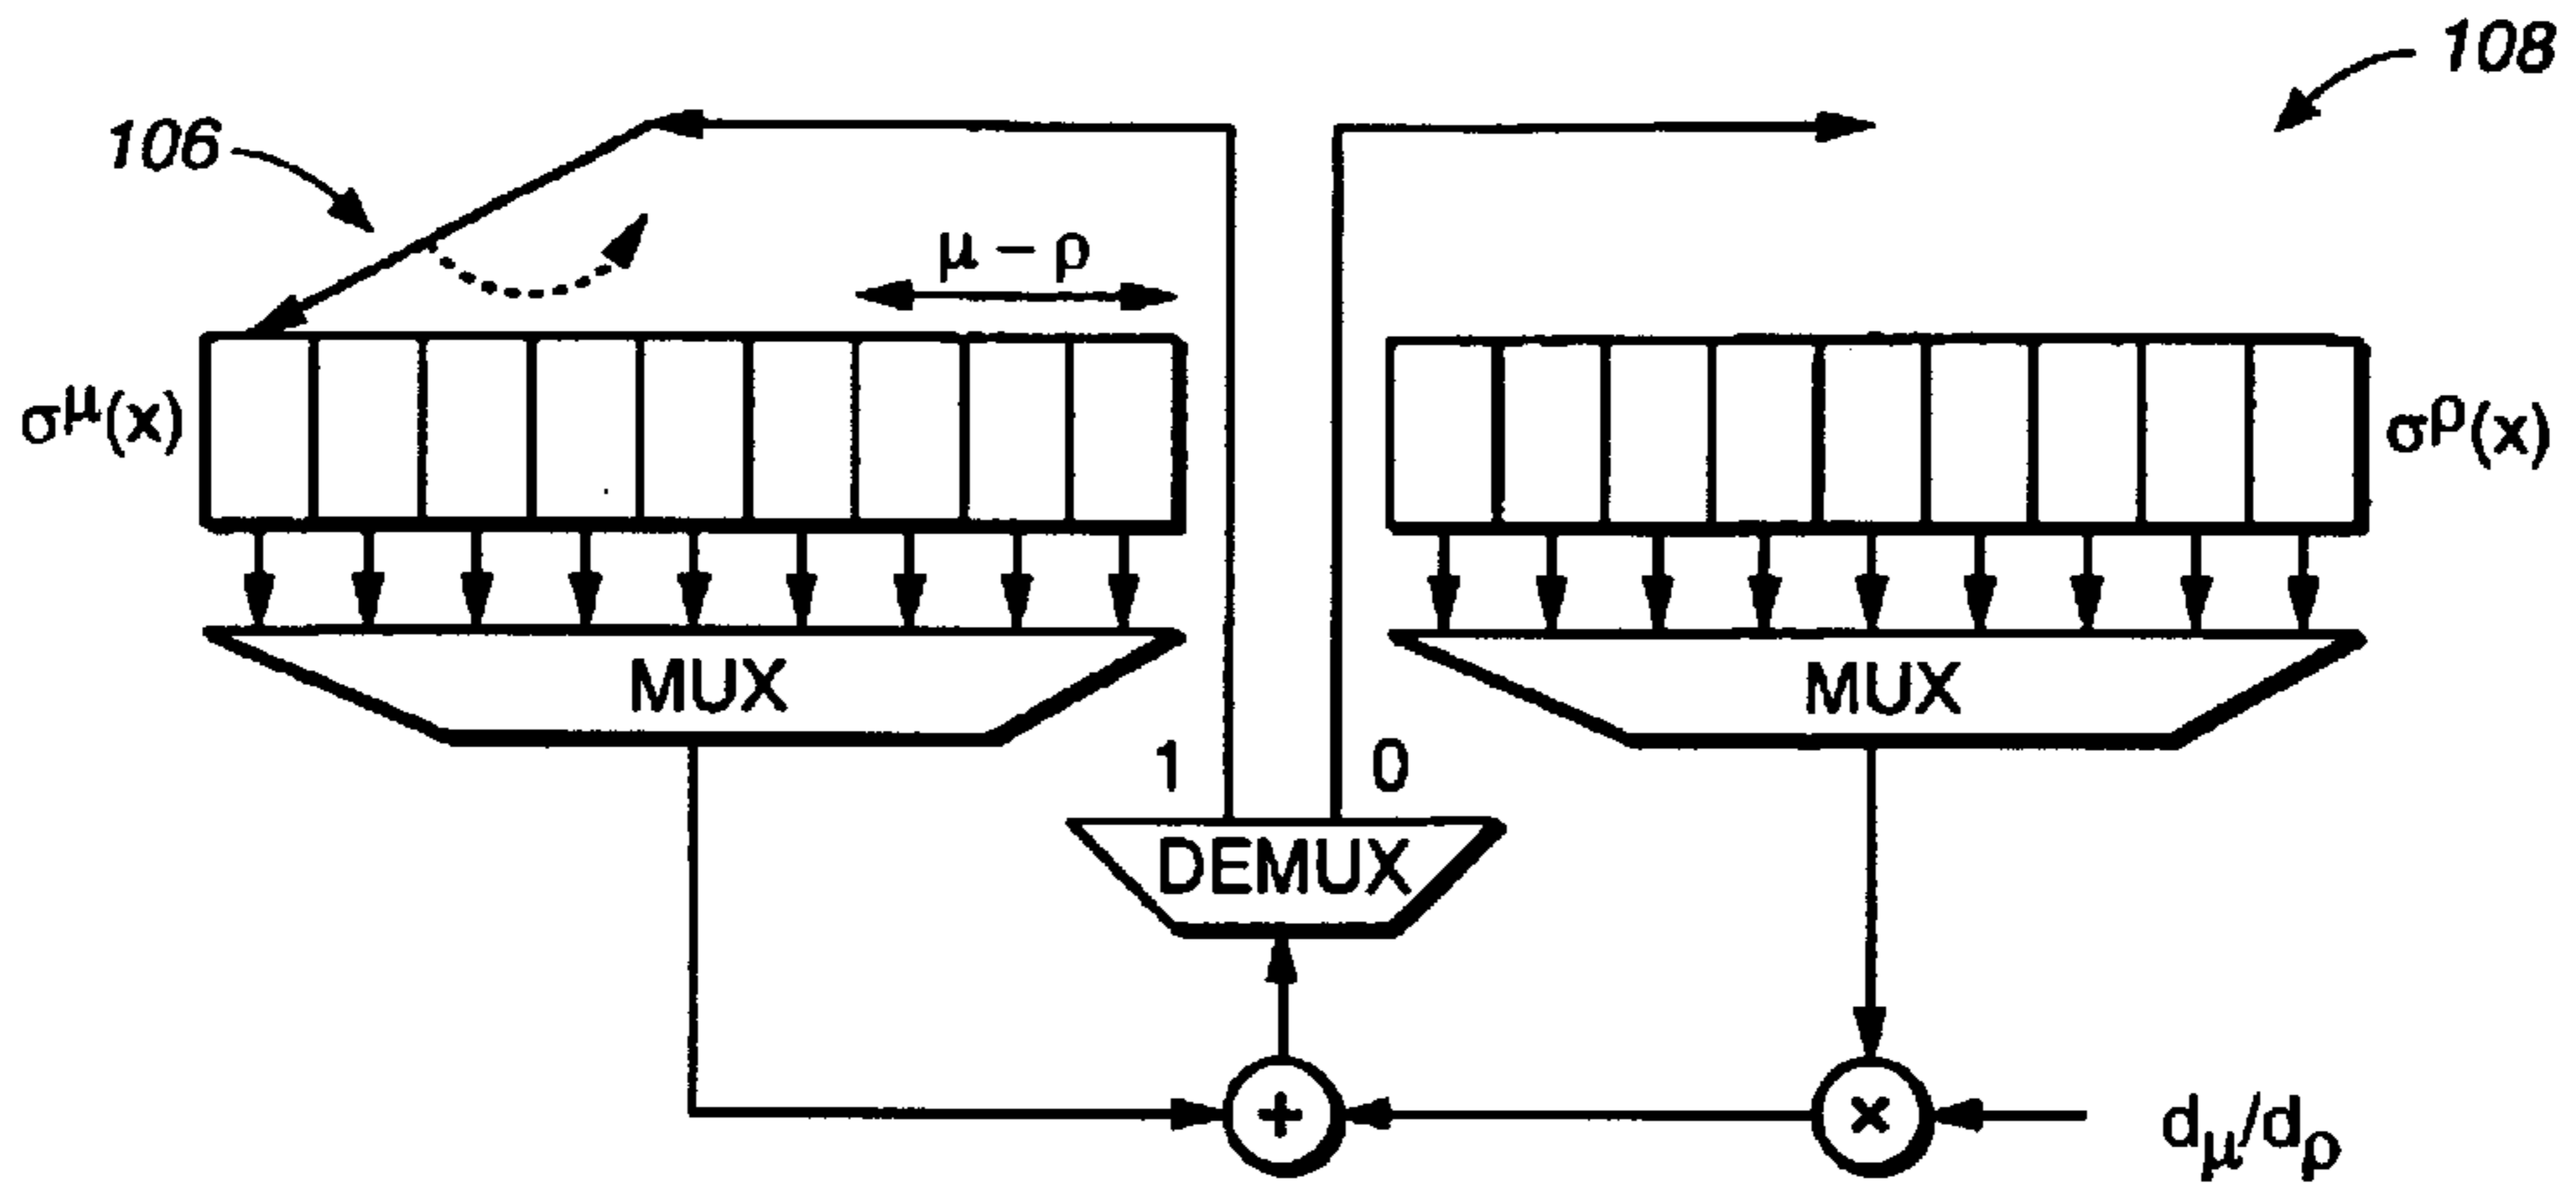 108
106
μ – ρ
σ^μ(x)
σ^ρ(x)
MUX
MUX
1
0
DEMUX
+
×
d_μ/d_ρ